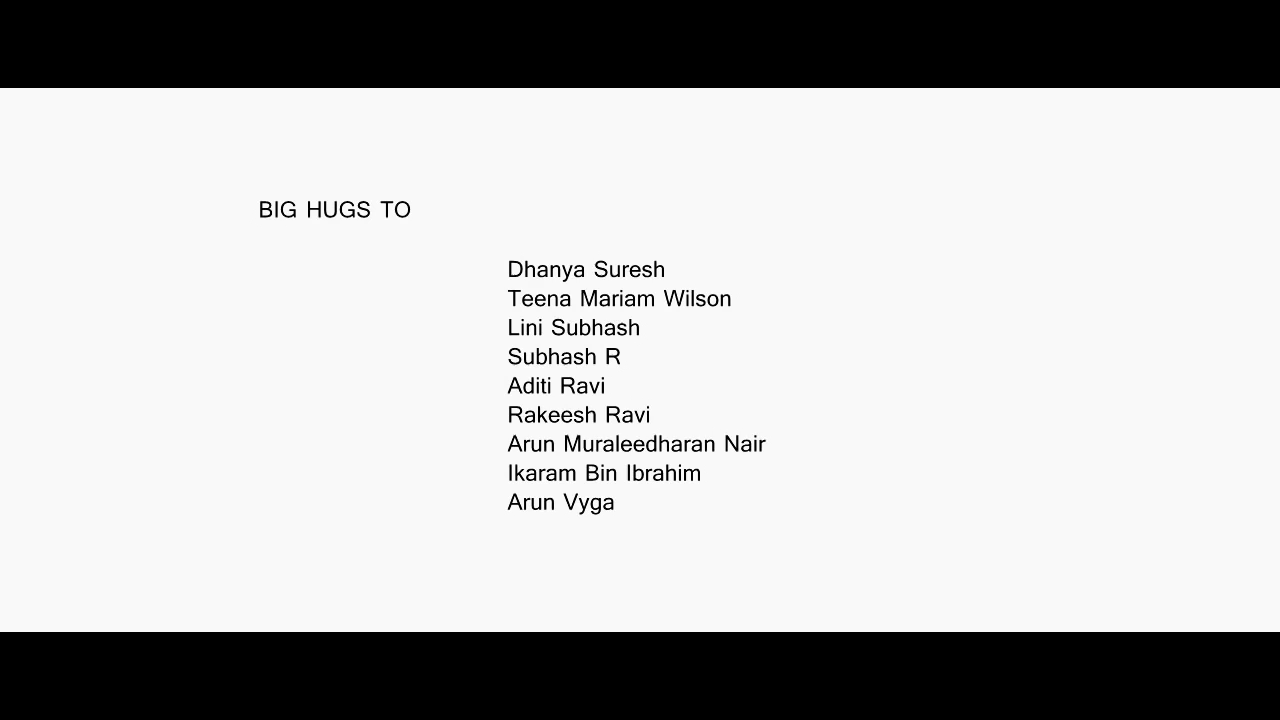 BIG HUGS TO
Dhanya Suresh
Teena Mariam Wilson
Lini Subhash
Subhash R
Aditi Ravi
Rakeesh Ravi
Arun Muraleedharan Nair
Ikaram Bin Ibrahim
Arun Vyga